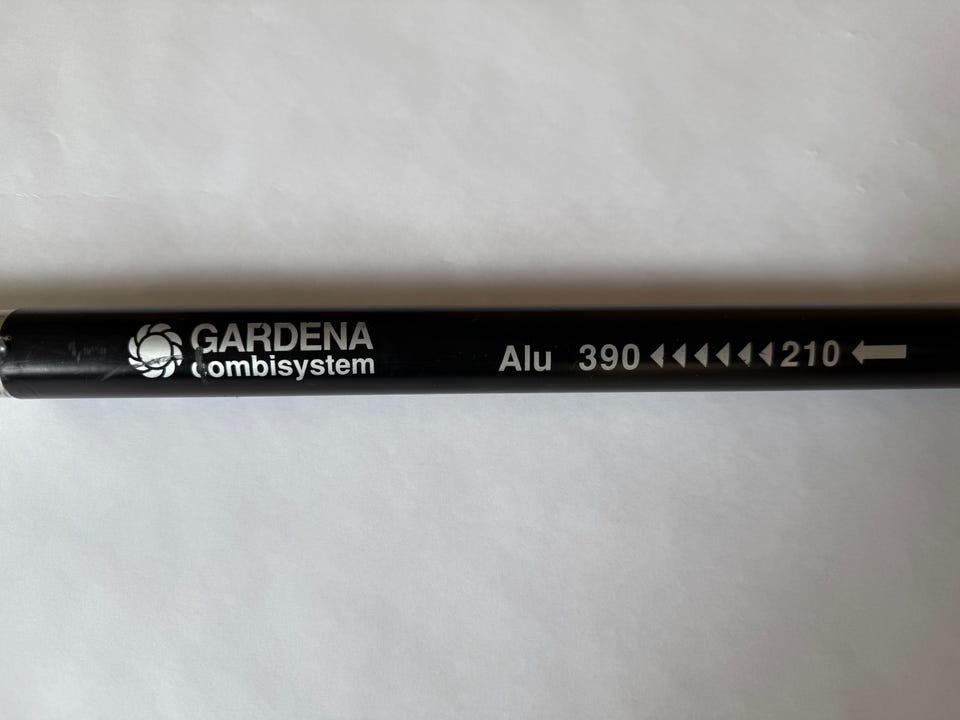 GARDENA
combisystem
Alu 390 210